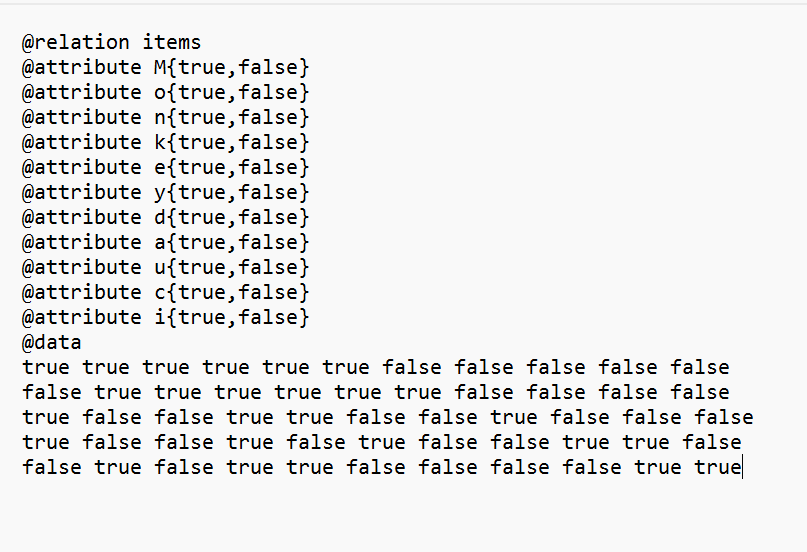 @relation items
@attribute M{true,false}
@attribute o{true,false}
@attribute n{true,false}
@attribute k{true,false}
@attribute e{true,false}
@attribute y{true,false}
@attribute d{true,false}
@attribute a{true,false}
@attribute u{true,false}
@attribute c{true,false}
@attribute i{true,false}
@data
true true true true true true false false false false false
false true true true true true true false false false false
true false false true true false false true false false false
true false false true false true false false true true false
false true false true true false false false false true true